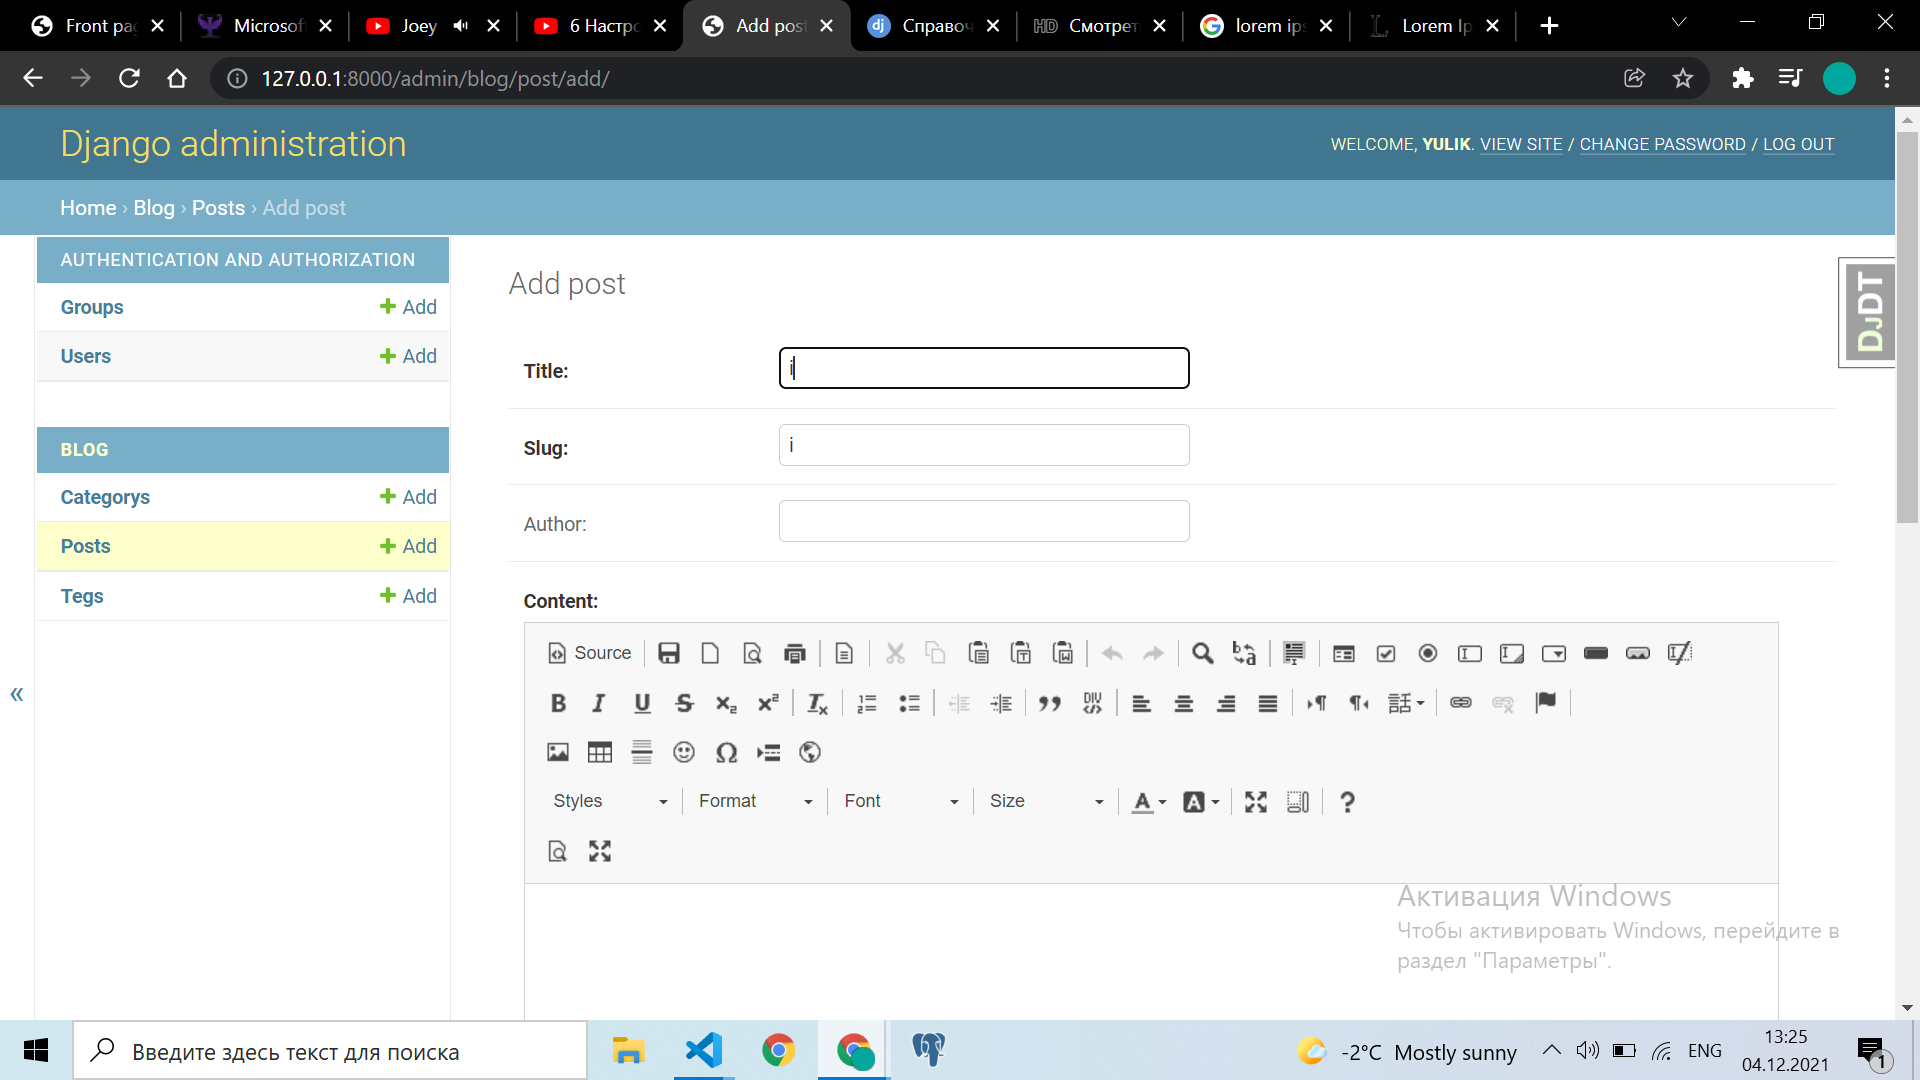 Front pa
Microsof
Joey
6 Настро
Add post
Справоч
Смотрет
lorem ips
Lorem Ip
127.0.0.1:8000/admin/blog/post/add/
Django administration
WELCOME, YULIK. VIEW SITE / CHANGE PASSWORD / LOG OUT
Home › Blog › Posts › Add post
AUTHENTICATION AND AUTHORIZATION
Groups + Add
Users + Add
BLOG
Categorys + Add
Posts + Add
Tegs + Add
«
Add post
DJDT
Title: i
Slug: i
Author:
Content:
Source
Styles Format Font Size
Активация Windows
Чтобы активировать Windows, перейдите в
раздел "Параметры".
Введите здесь текст для поиска
-2°C Mostly sunny
ENG
13:25
04.12.2021
1